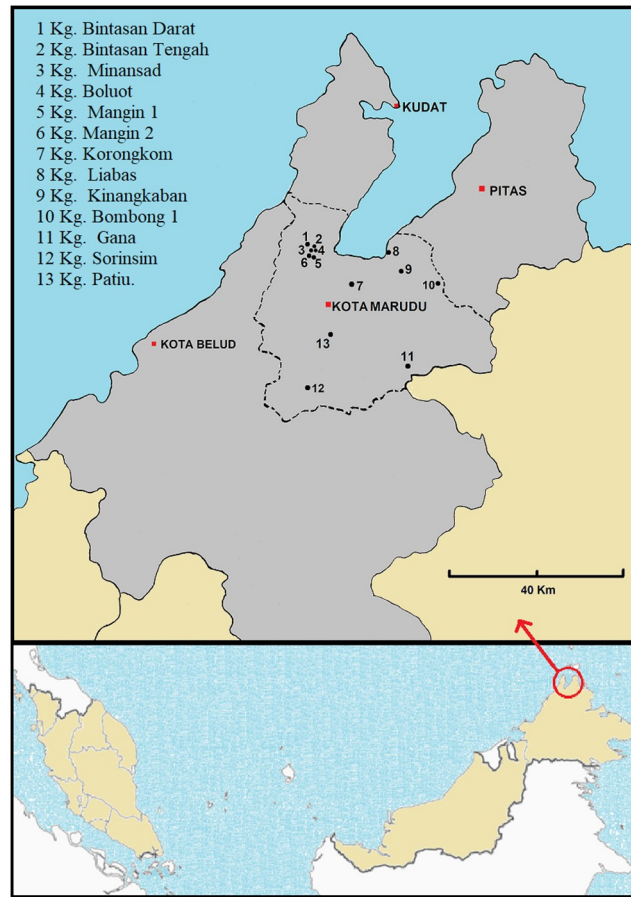 1 Kg. Bintasan Darat
2 Kg. Bintasan Tengah
3 Kg. Minansad
4 Kg. Boluot
5 Kg. Mangin 1
6 Kg. Mangin 2
7 Kg. Korongkom
8 Kg. Liabas
9 Kg. Kinangkaban
10 Kg. Bombong 1
11 Kg. Gana
12 Kg. Sorinsim
13 Kg. Patiu.
KUDAT
PITAS
1
2
3
4
6
5
8
9
7
10
KOTA MARUDU
13
KOTA BELUD
11
12
40 Km